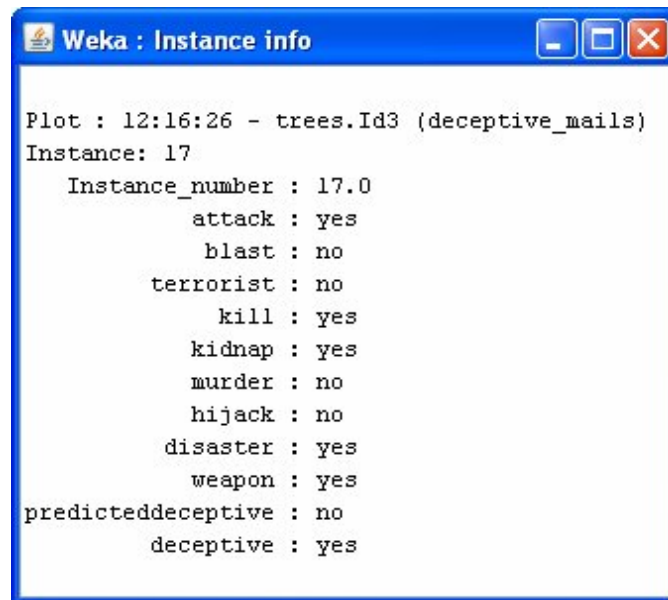 Weka : Instance info
Plot : 12:16:26 - trees.Id3 (deceptive_mails)
Instance: 17
Instance_number : 17.0
attack : yes
blast : no
terrorist : no
kill : yes
kidnap : yes
murder : no
hijack : no
disaster : yes
weapon : yes
predicteddeceptive : no
deceptive : yes